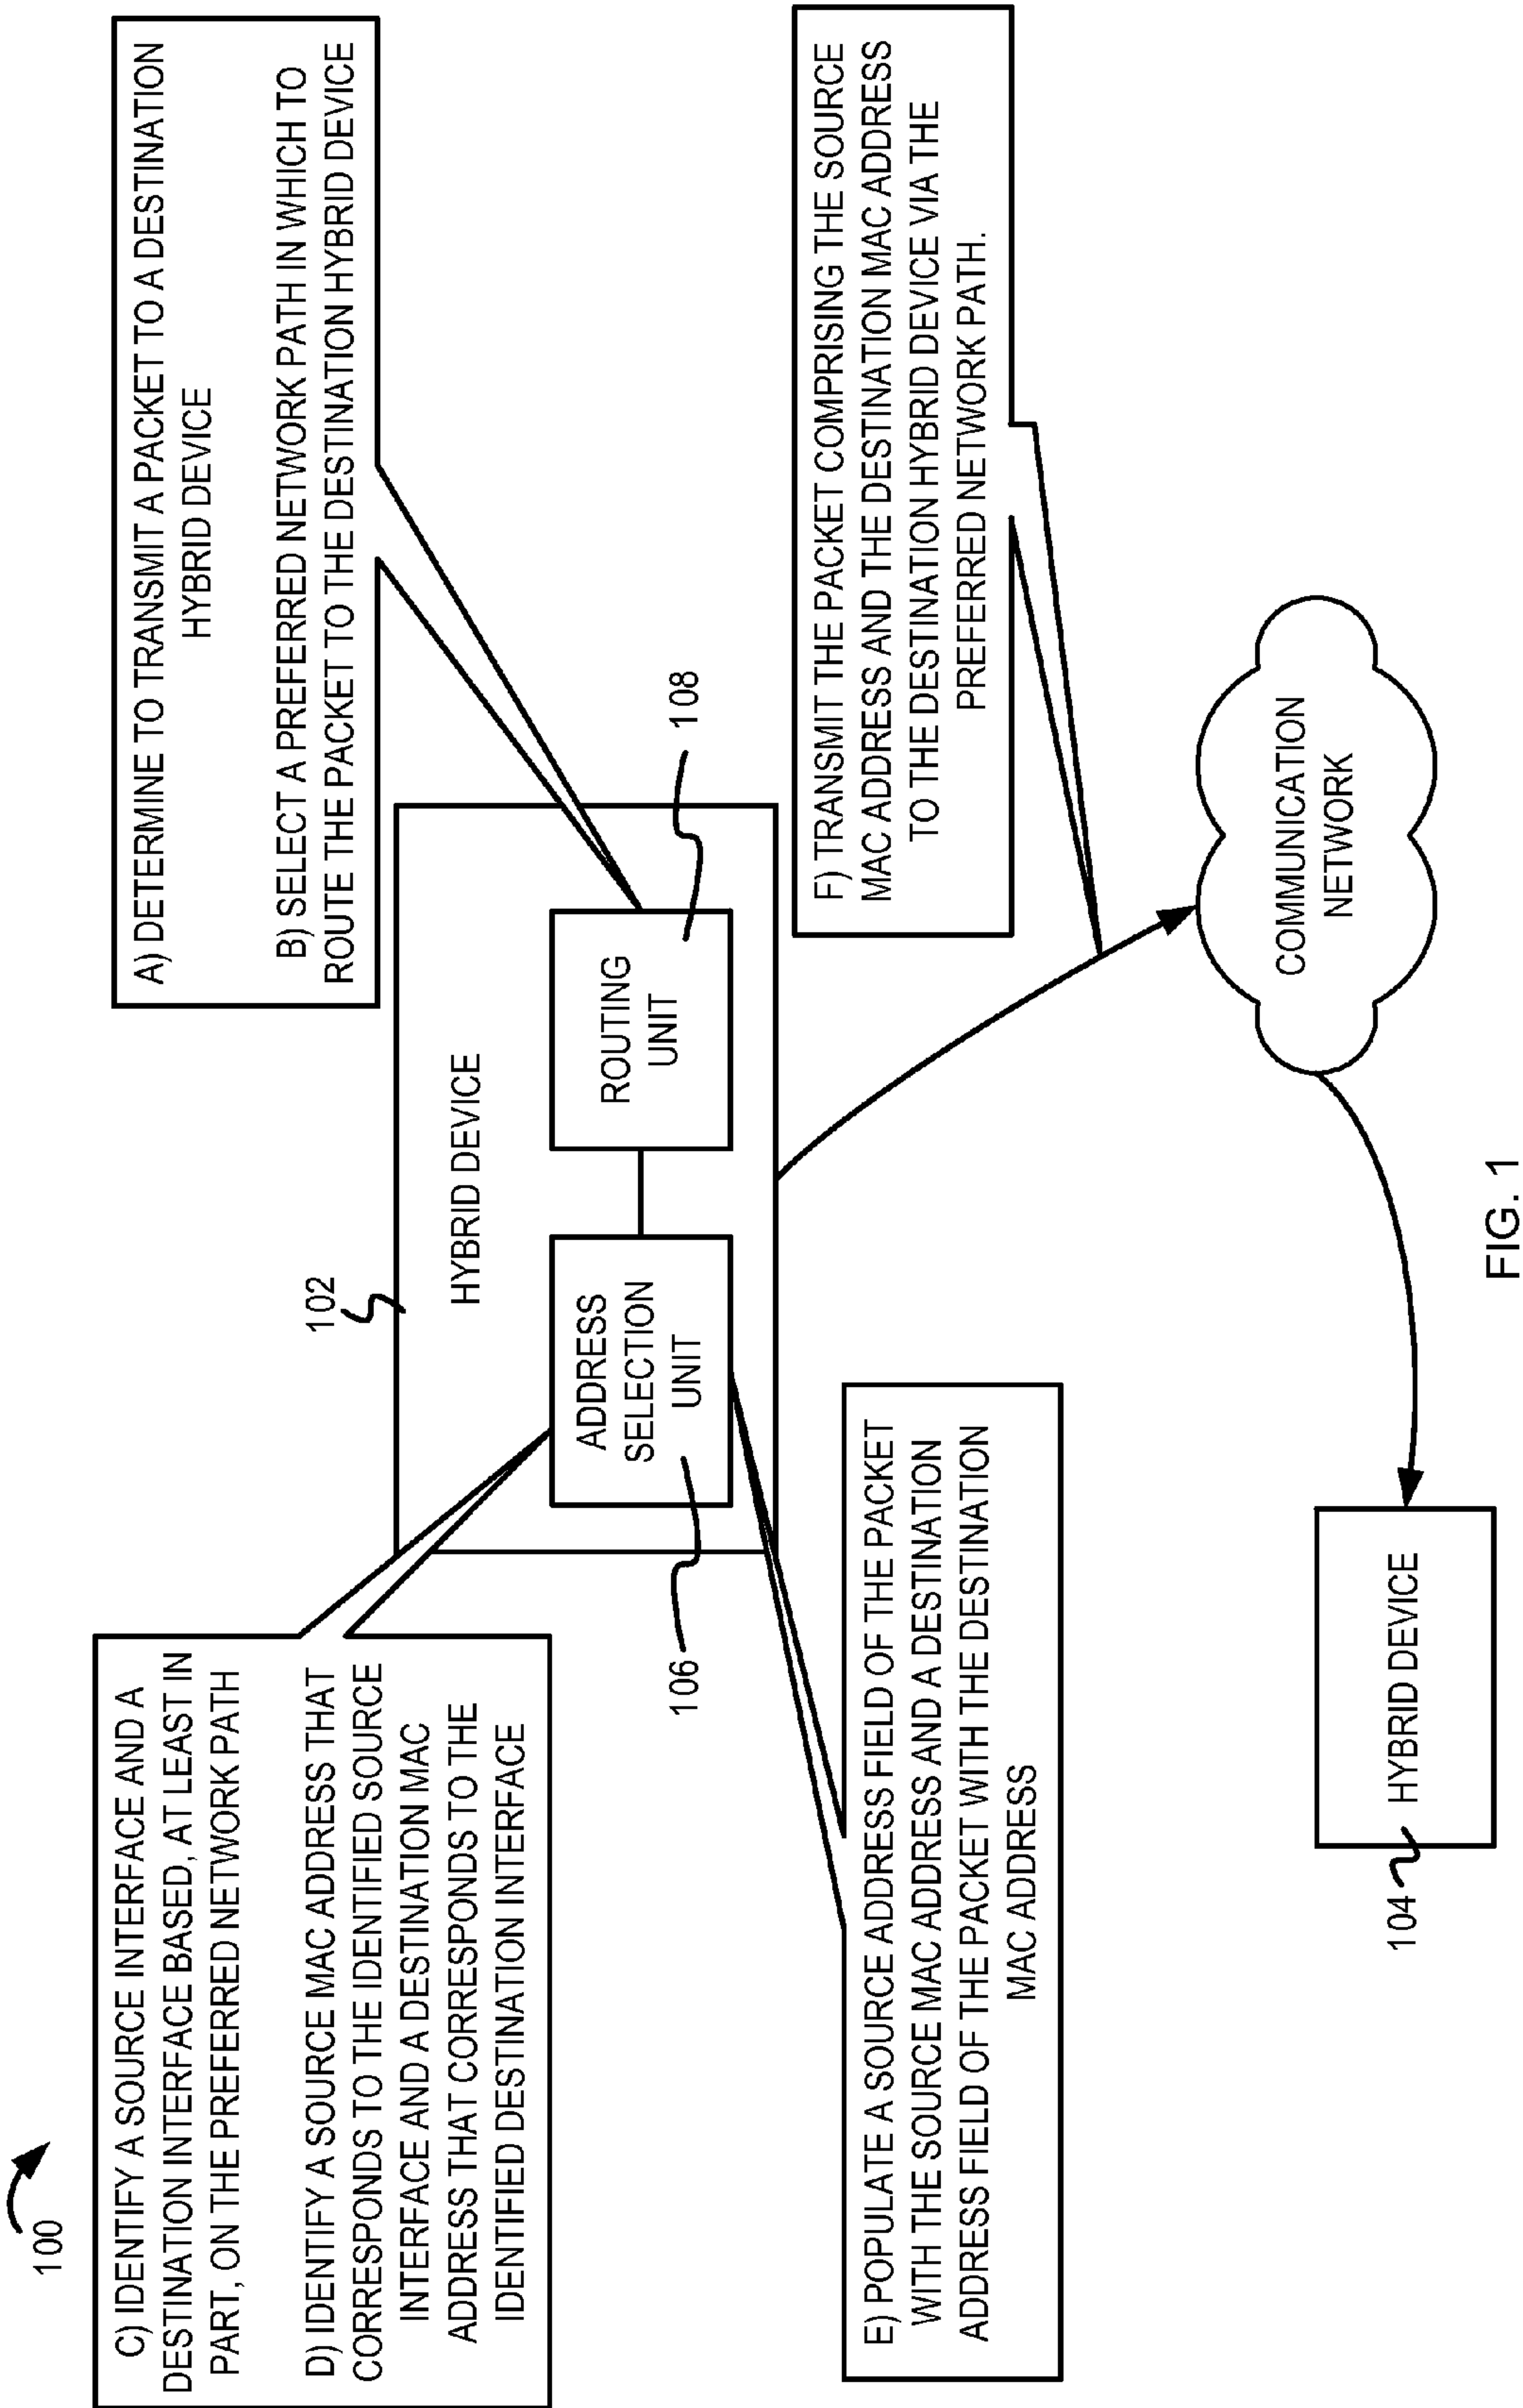 100
C) IDENTIFY A SOURCE INTERFACE AND A
DESTINATION INTERFACE BASED, AT LEAST IN
PART, ON THE PREFERRED NETWORK PATH
D) IDENTIFY A SOURCE MAC ADDRESS THAT
CORRESPONDS TO THE IDENTIFIED SOURCE
INTERFACE AND A DESTINATION MAC
ADDRESS THAT CORRESPONDS TO THE
IDENTIFIED DESTINATION INTERFACE
A) DETERMINE TO TRANSMIT A PACKET TO A DESTINATION
HYBRID DEVICE
B) SELECT A PREFERRED NETWORK PATH IN WHICH TO
ROUTE THE PACKET TO THE DESTINATION HYBRID DEVICE
102
HYBRID DEVICE
ADDRESS
SELECTION
UNIT
106
ROUTING
UNIT
108
E) POPULATE A SOURCE ADDRESS FIELD OF THE PACKET
WITH THE SOURCE MAC ADDRESS AND A DESTINATION
ADDRESS FIELD OF THE PACKET WITH THE DESTINATION
MAC ADDRESS
F) TRANSMIT THE PACKET COMPRISING THE SOURCE
MAC ADDRESS AND THE DESTINATION MAC ADDRESS
TO THE DESTINATION HYBRID DEVICE VIA THE
PREFERRED NETWORK PATH.
COMMUNICATION
NETWORK
104
HYBRID DEVICE
FIG. 1